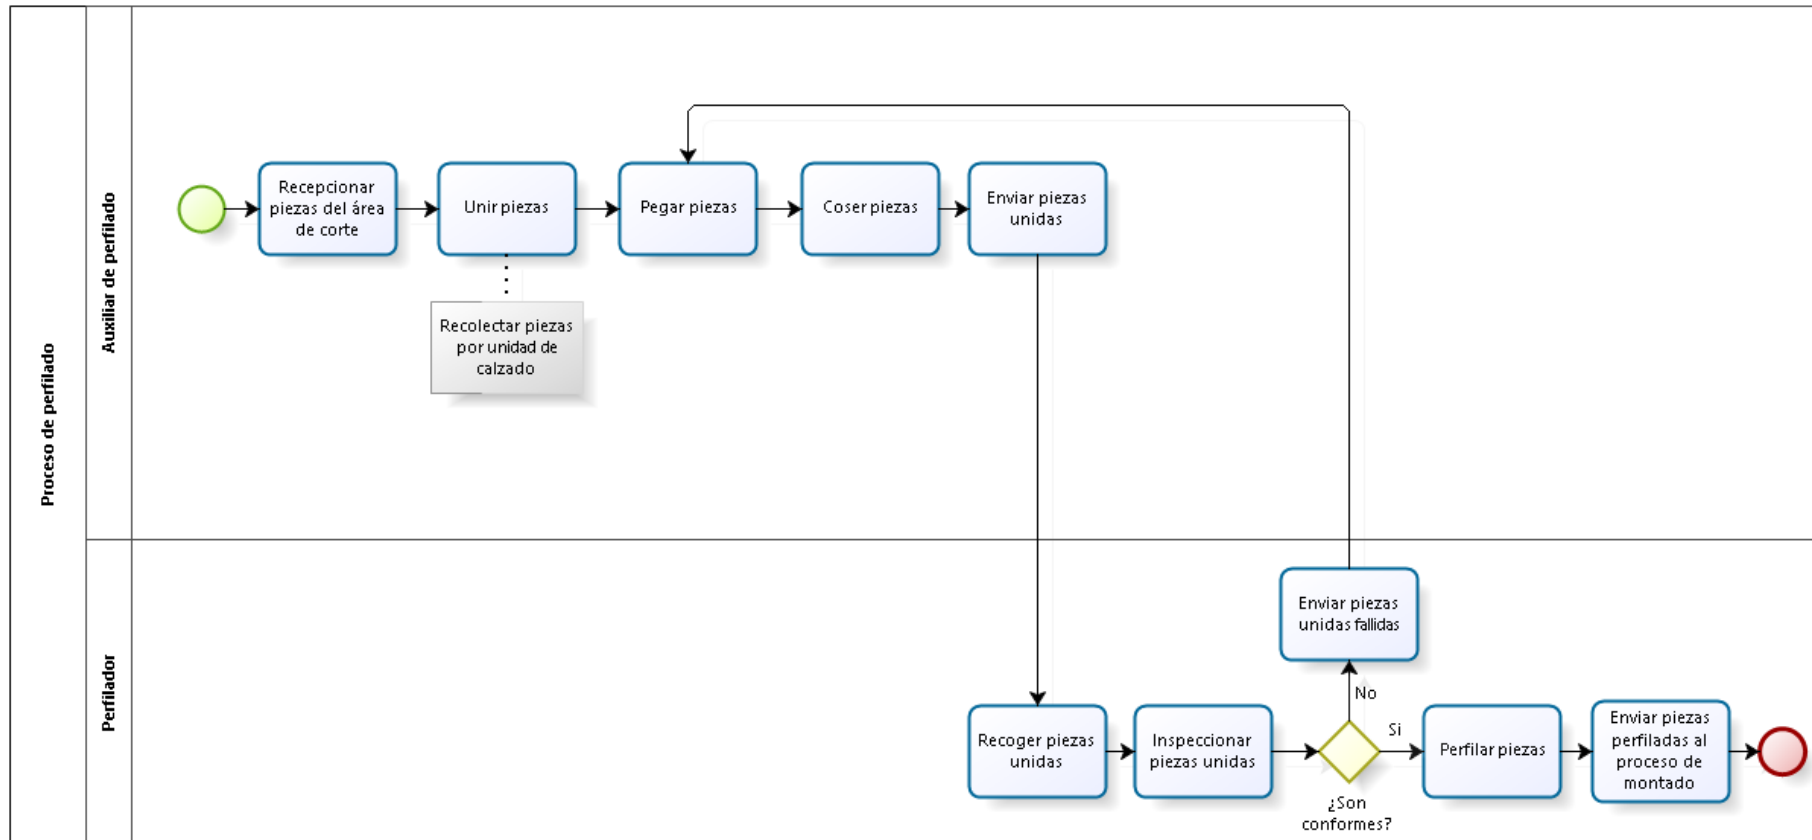 Proceso de perfilado
Auxiliar de perfilado
Recepcionar
piezas del área
de corte
Unir piezas
Pegar piezas
Coser piezas
Enviar piezas
unidas
Recolectar piezas
por unidad de
calzado
Perfilador
Enviar piezas
unidas fallidas
No
Recoger piezas
unidas
Inspeccionar
piezas unidas
¿Son
conformes?
Si
Perfilar piezas
Enviar piezas
perfiladas al
proceso de
montado